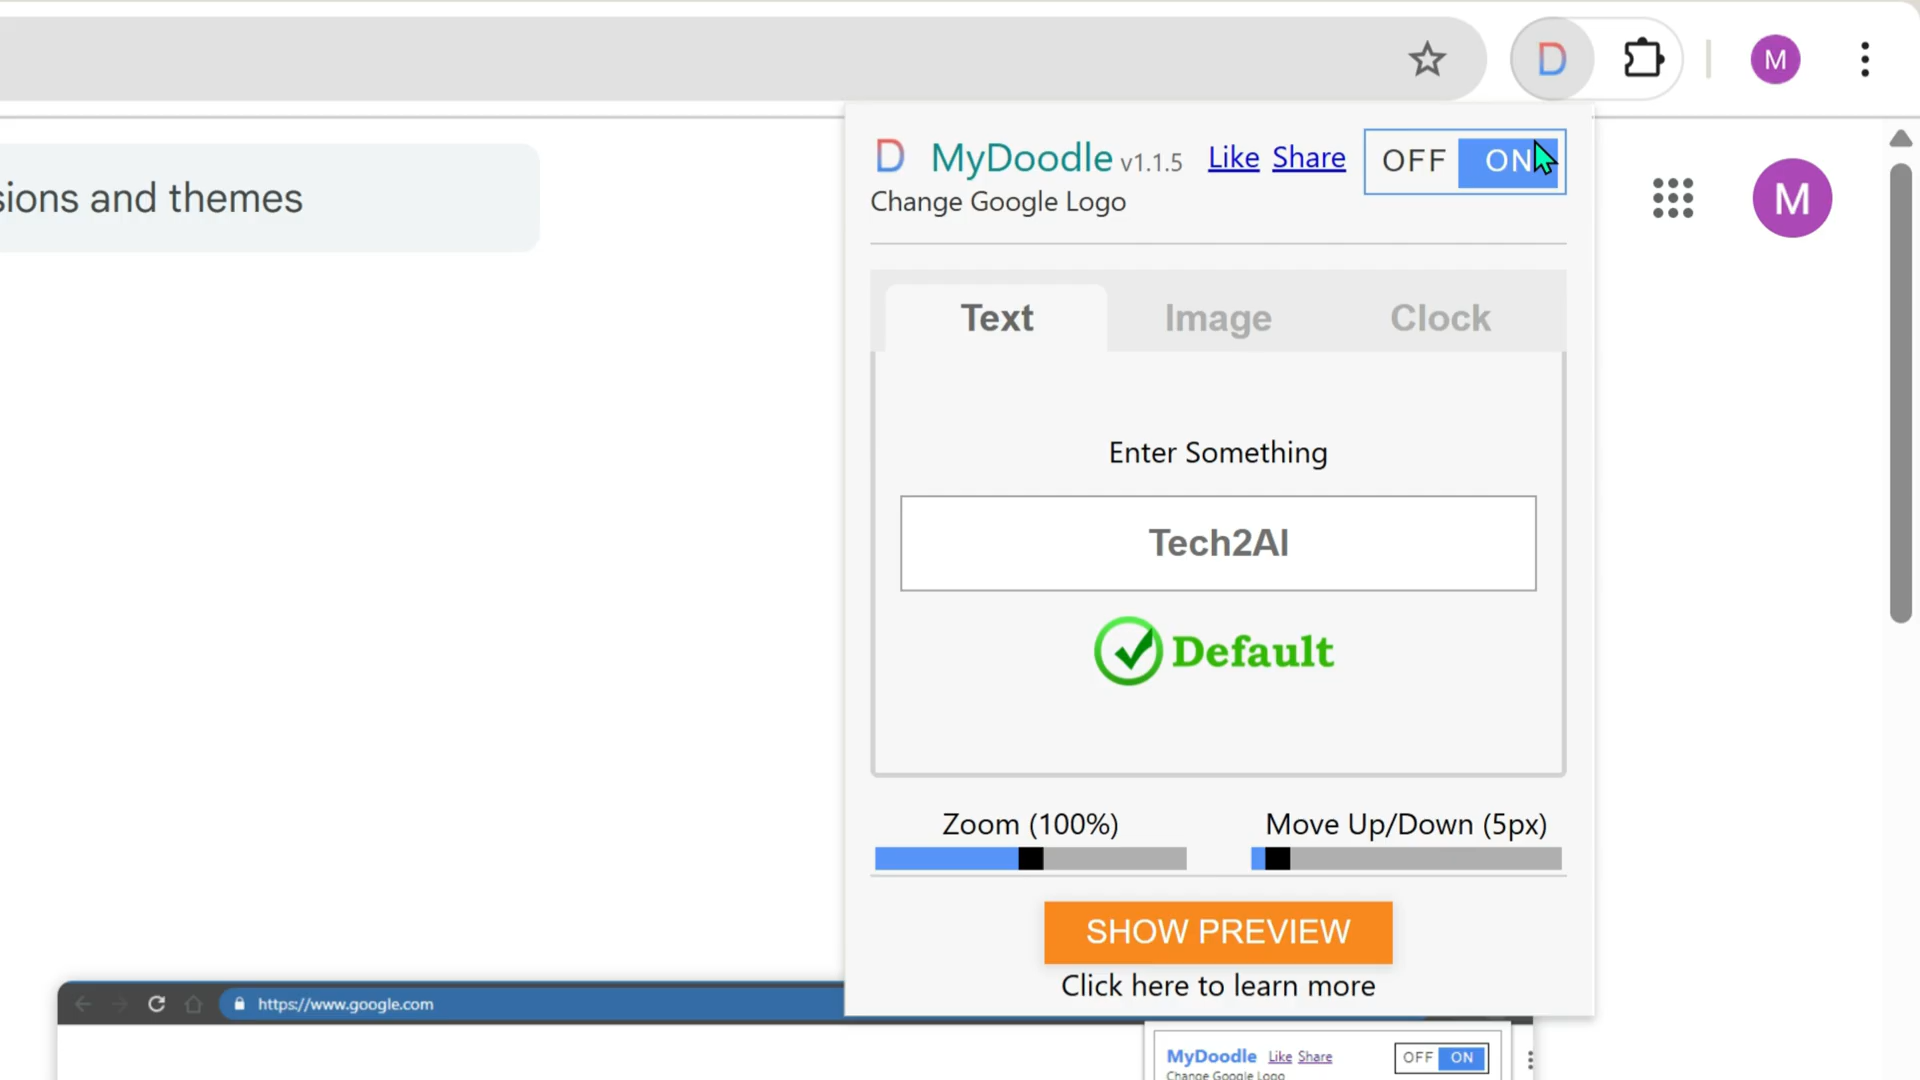 D
M
sions and themes
D MyDoodle v1.1.5 Like Share OFF ON
Change Google Logo
M
Text Image Clock
Enter Something
Tech2AI
Default
Zoom (100%) Move Up/Down (5px)
SHOW PREVIEW
Click here to learn more
https://www.google.com
MyDoodle Like Share OFF ON
Change Google Logo